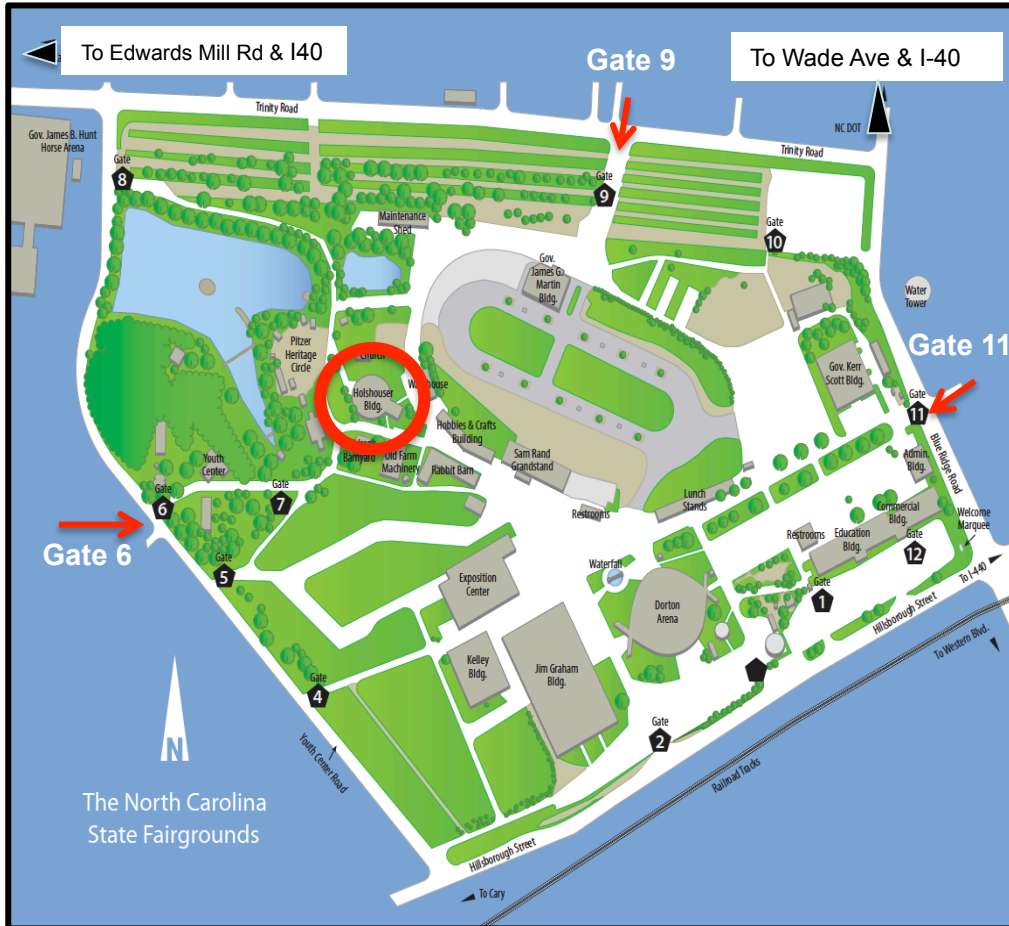 To Edwards Mill Rd & I40
Gate 9
To Wade Ave & I-40
Trinity Road
NC DOT
Gov. James B. Hunt
Horse Arena
Trinity Road
Gate
8
Gate
9
Maintenance
Shed
Gate
10
Gov.
James G.
Martin
Bldg.
Water
Tower
Pitzer
Heritage
Circle
Gate 11
Gov. Kerr
Scott Bldg.
Holshouser
Bldg.
Gate
11
Hobbies & Crafts
Building
Blue Ridge Road
Barnyard
Old Farm
Machinery
Rabbit Barn
Sam Rand
Grandstand
Admin.
Bldg.
Youth
Center
Gate
7
Gate
6
Lunch
Stands
Commercial
Bldg.
Welcome
Marquee
Restrooms
Restrooms
Education
Bldg.
Gate
12
Gate 6
Gate
5
Waterfall
Exposition
Center
To I-440
Gate
1
Dorton
Arena
Hillsborough Street
To Western Blvd.
Kelley
Bldg.
Jim Graham
Bldg.
Gate
4
Gate
2
Youth Center Road
N
Railroad Tracks
The North Carolina
State Fairgrounds
Hillsborough Street
To Cary